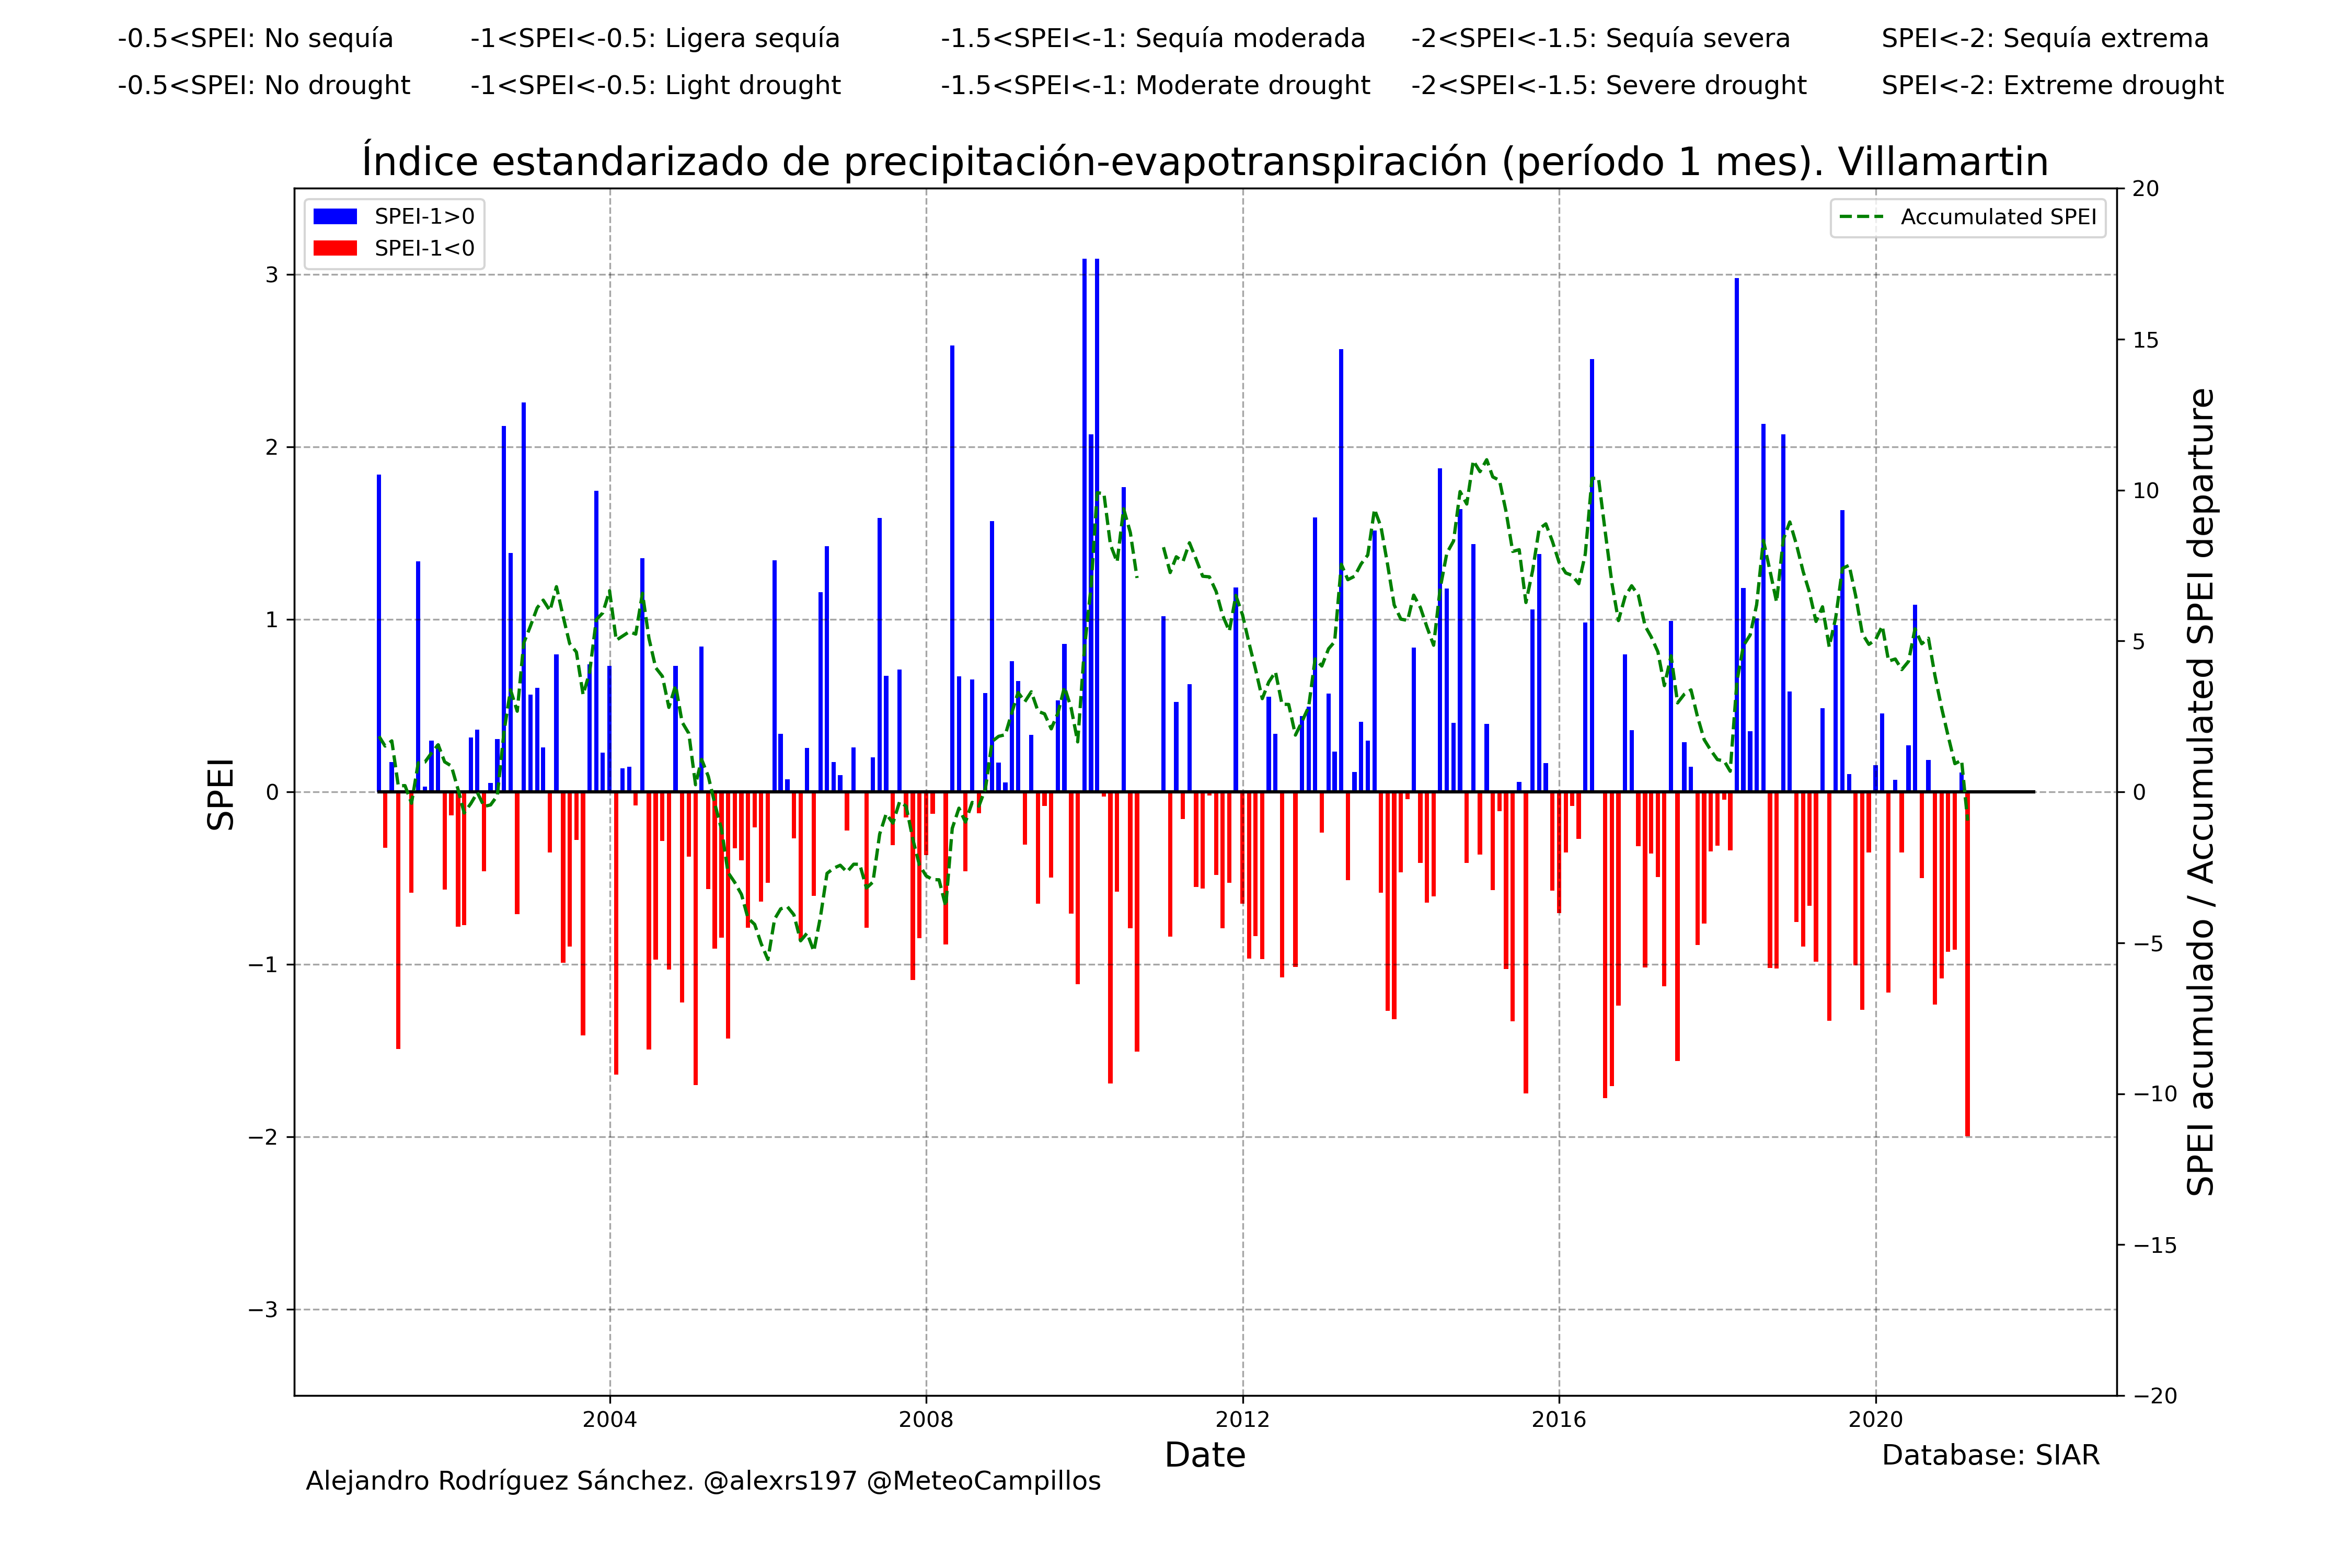 -0.5<SPEI: No sequía -1<SPEI<-0.5: Ligera sequía -1.5<SPEI<-1: Sequía moderada -2<SPEI<-1.5: Sequía severa SPEI<-2: Sequía extrema
-0.5<SPEI: No drought -1<SPEI<-0.5: Light drought -1.5<SPEI<-1: Moderate drought -2<SPEI<-1.5: Severe drought SPEI<-2: Extreme drought
Índice estandarizado de precipitación-evapotranspiración (período 1 mes). Villamartin
SPEI-1>0
SPEI-1<0
Accumulated SPEI
SPEI
3
2
1
0
−1
−2
−3
20
15
10
5
0
−5
−10
−15
−20
SPEI acumulado / Accumulated SPEI departure
2004 2008 2012 2016 2020
Date
Database: SIAR
Alejandro Rodríguez Sánchez. @alexrs197 @MeteoCampillos